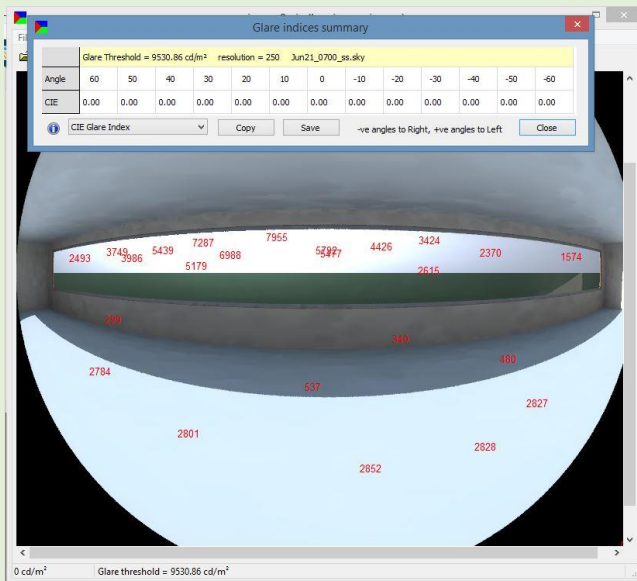 Glare indices summary
Glare Threshold = 9530.86 cd/m² resolution = 250 Jun21_0700_ss.sky
Angle 60 50 40 30 20 10 0 -10 -20 -30 -40 -50 -60
CIE 0.00 0.00 0.00 0.00 0.00 0.00 0.00 0.00 0.00 0.00 0.00 0.00 0.00
CIE Glare Index Copy Save -ve angles to Right, +ve angles to Left Close
7955
7287 3424
3749 5439 4426
2493 3986 6988 5477 2370 1574
5179 2615
340
480
2784 537
2827
2801
2828
2852
0 cd/m² Glare threshold = 9530.86 cd/m²